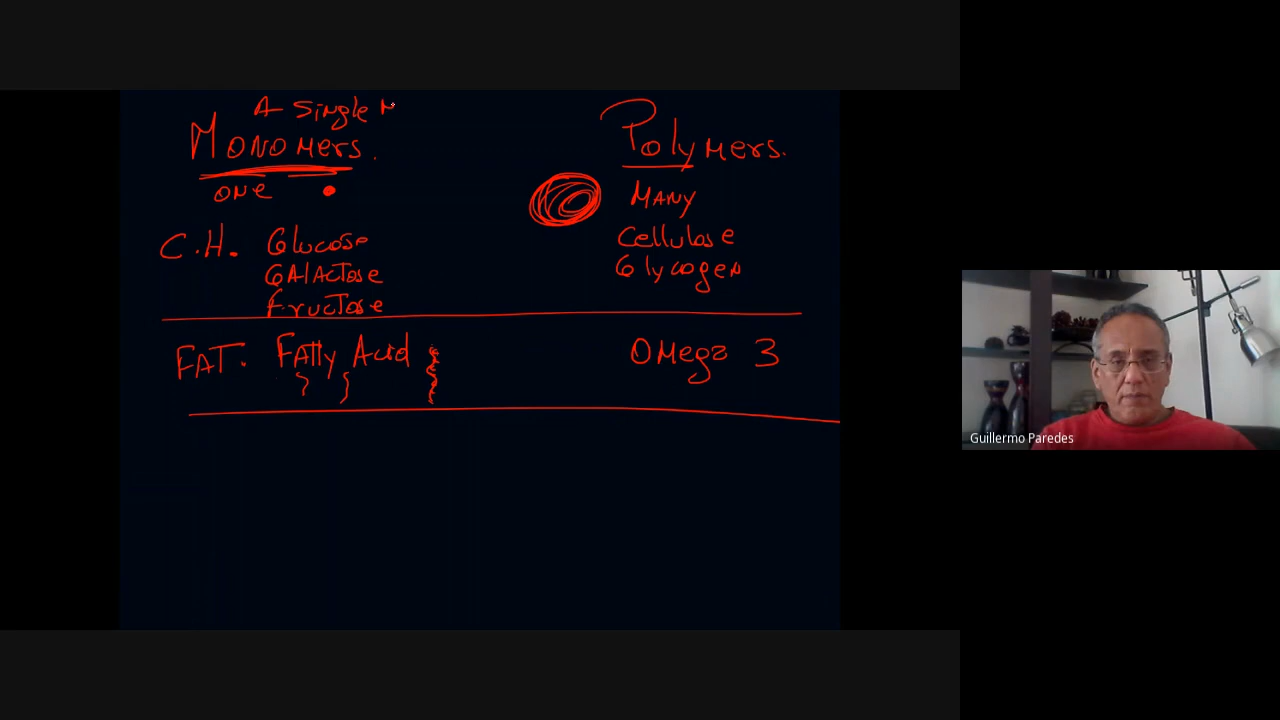 A single M
Monomers.
one
C.H. Glucose
Galactose
Fructose
FAT. Fatty Acid
Polymers.
Many
Cellulose
Glycogen
Omega 3
Guillermo Paredes